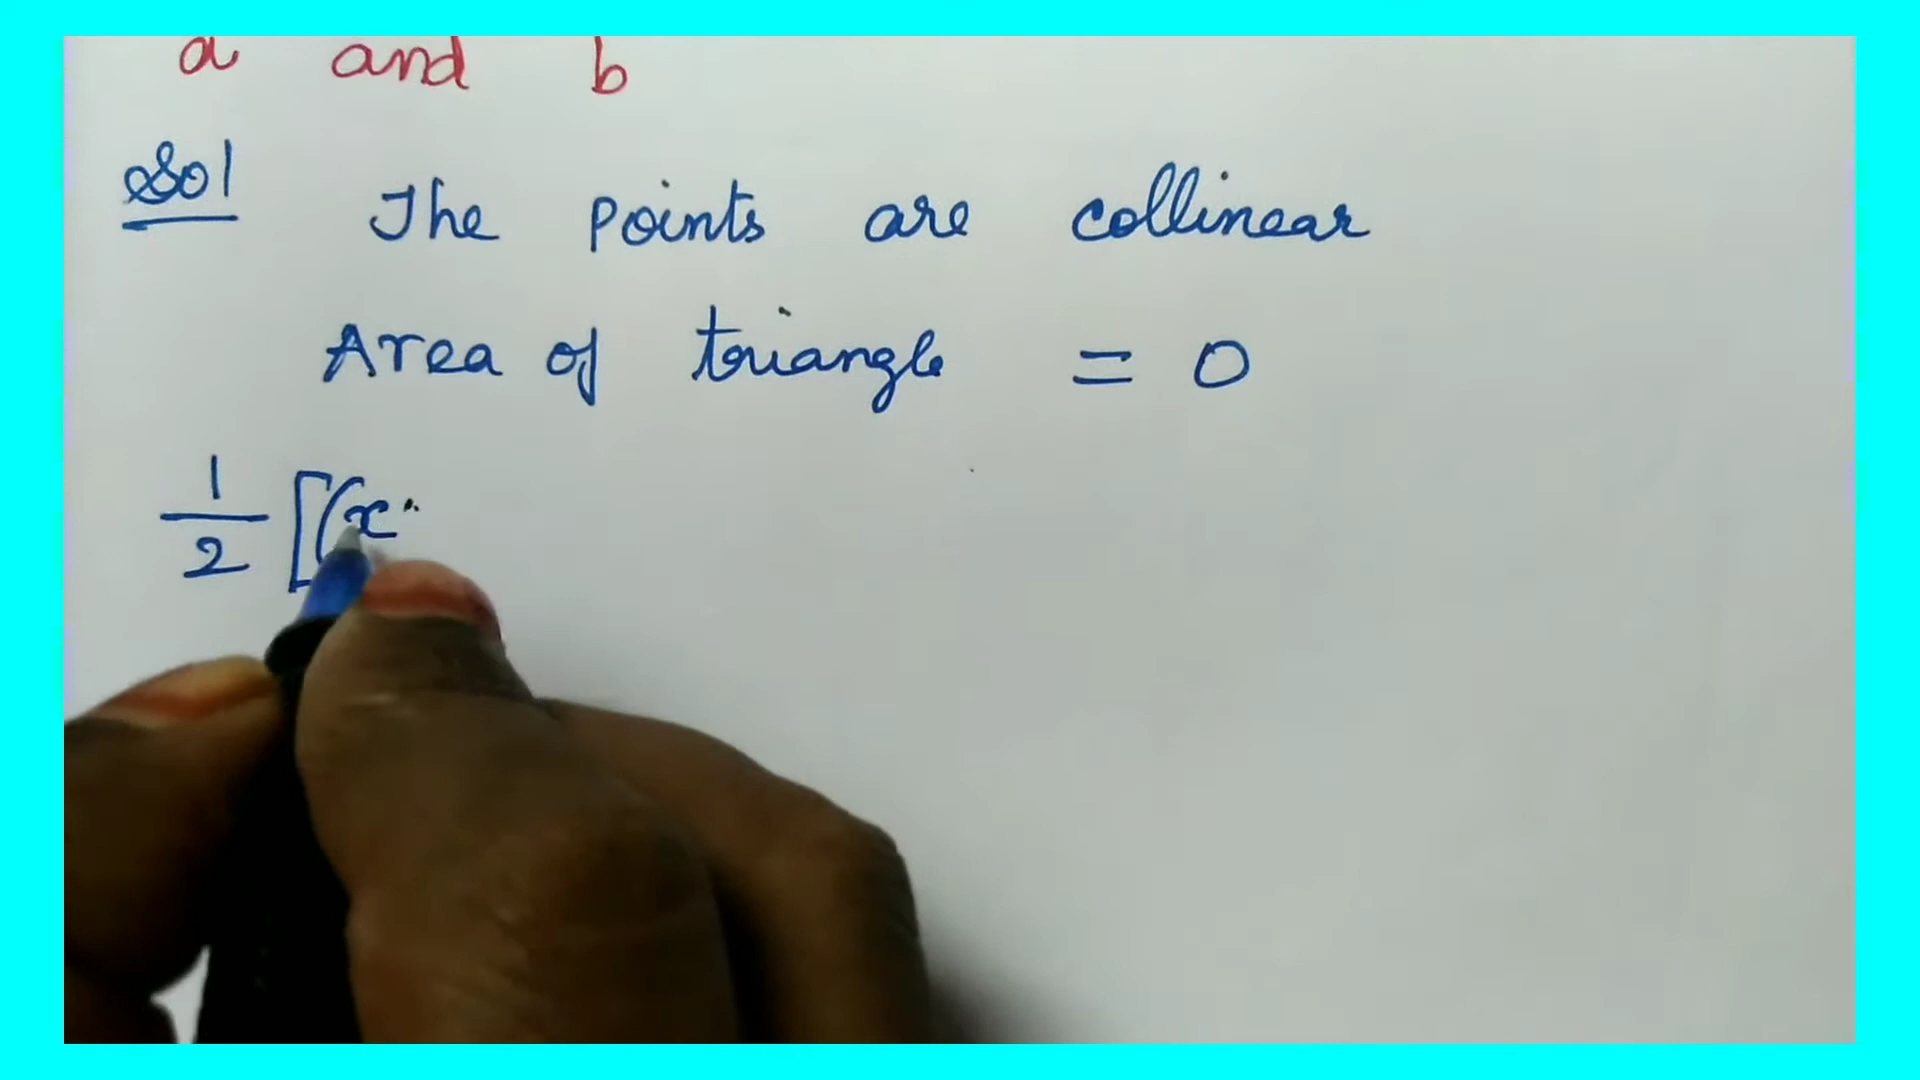 a and b
Sol The points are collinear
Area of triangle = 0
1/2 [(x